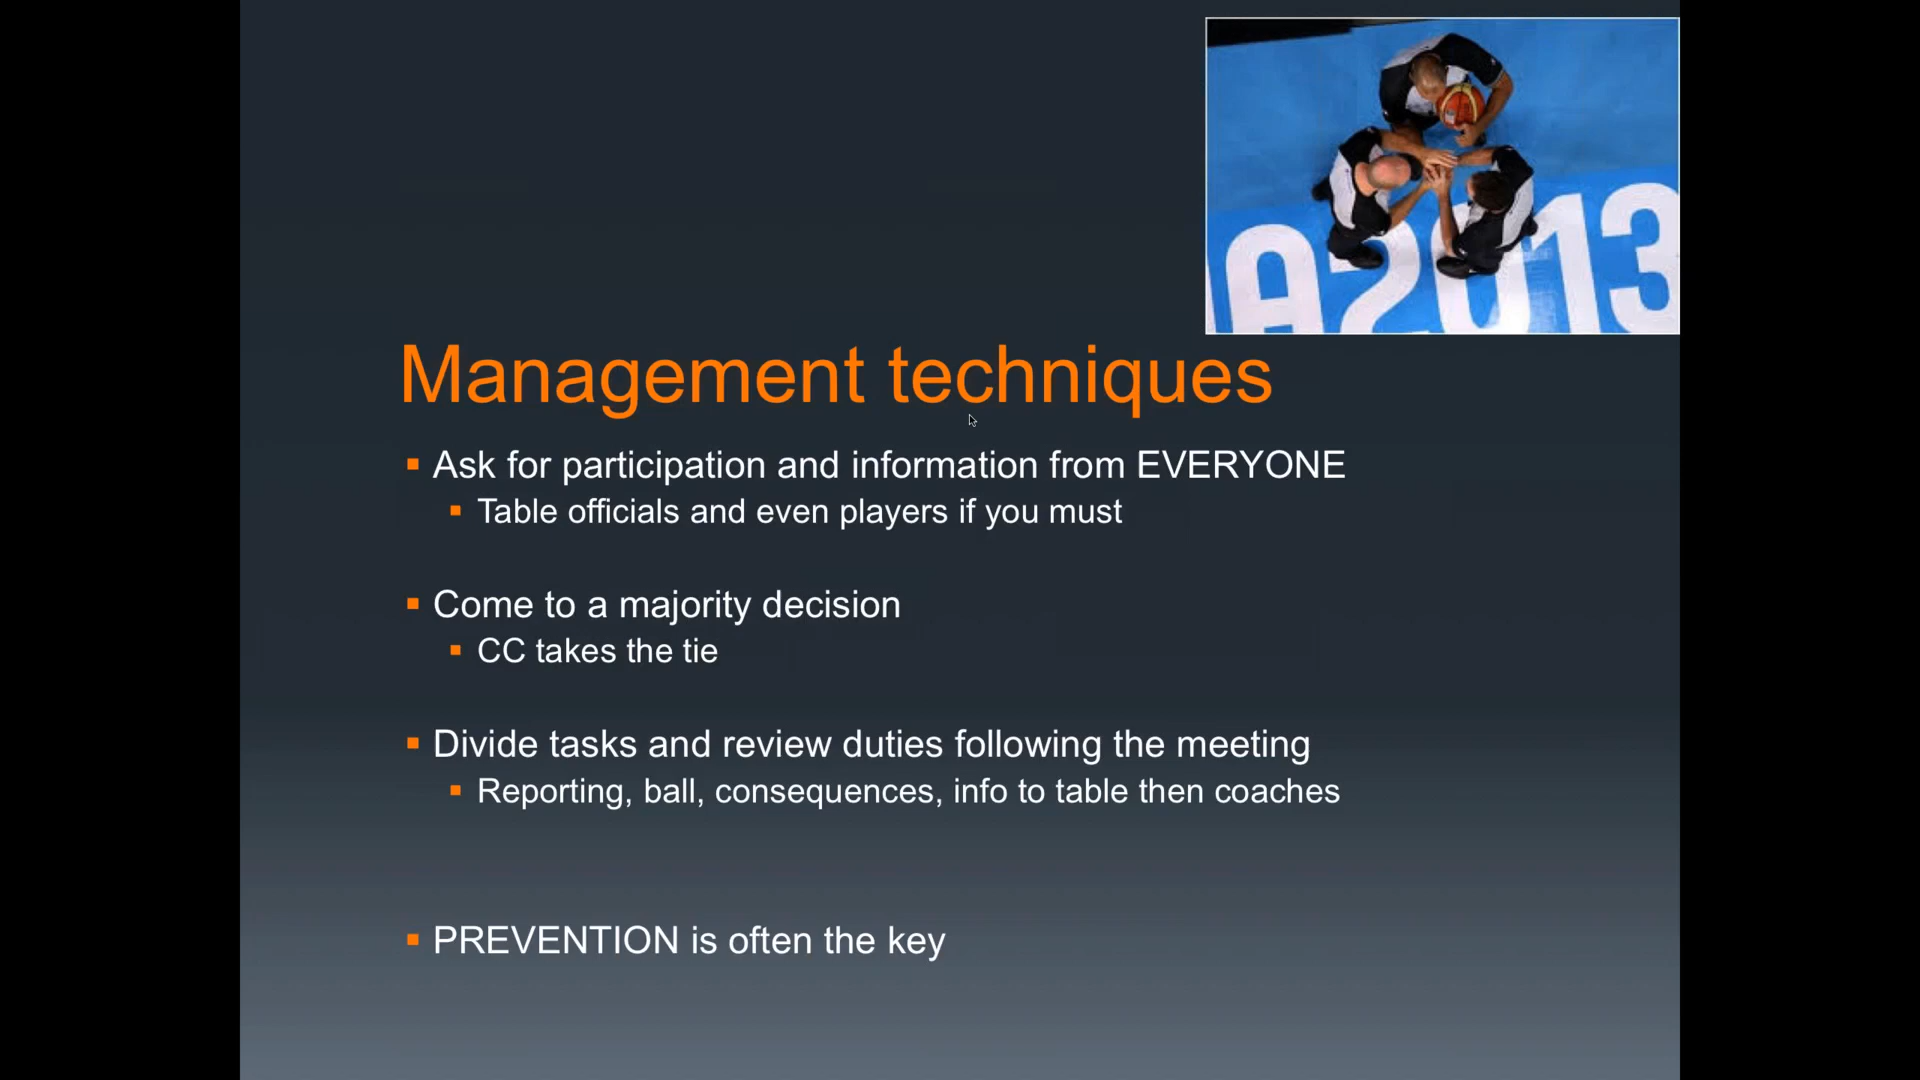 A2013
Management techniques
Ask for participation and information from EVERYONE
Table officials and even players if you must
Come to a majority decision
CC takes the tie
Divide tasks and review duties following the meeting
Reporting, ball, consequences, info to table then coaches
PREVENTION is often the key